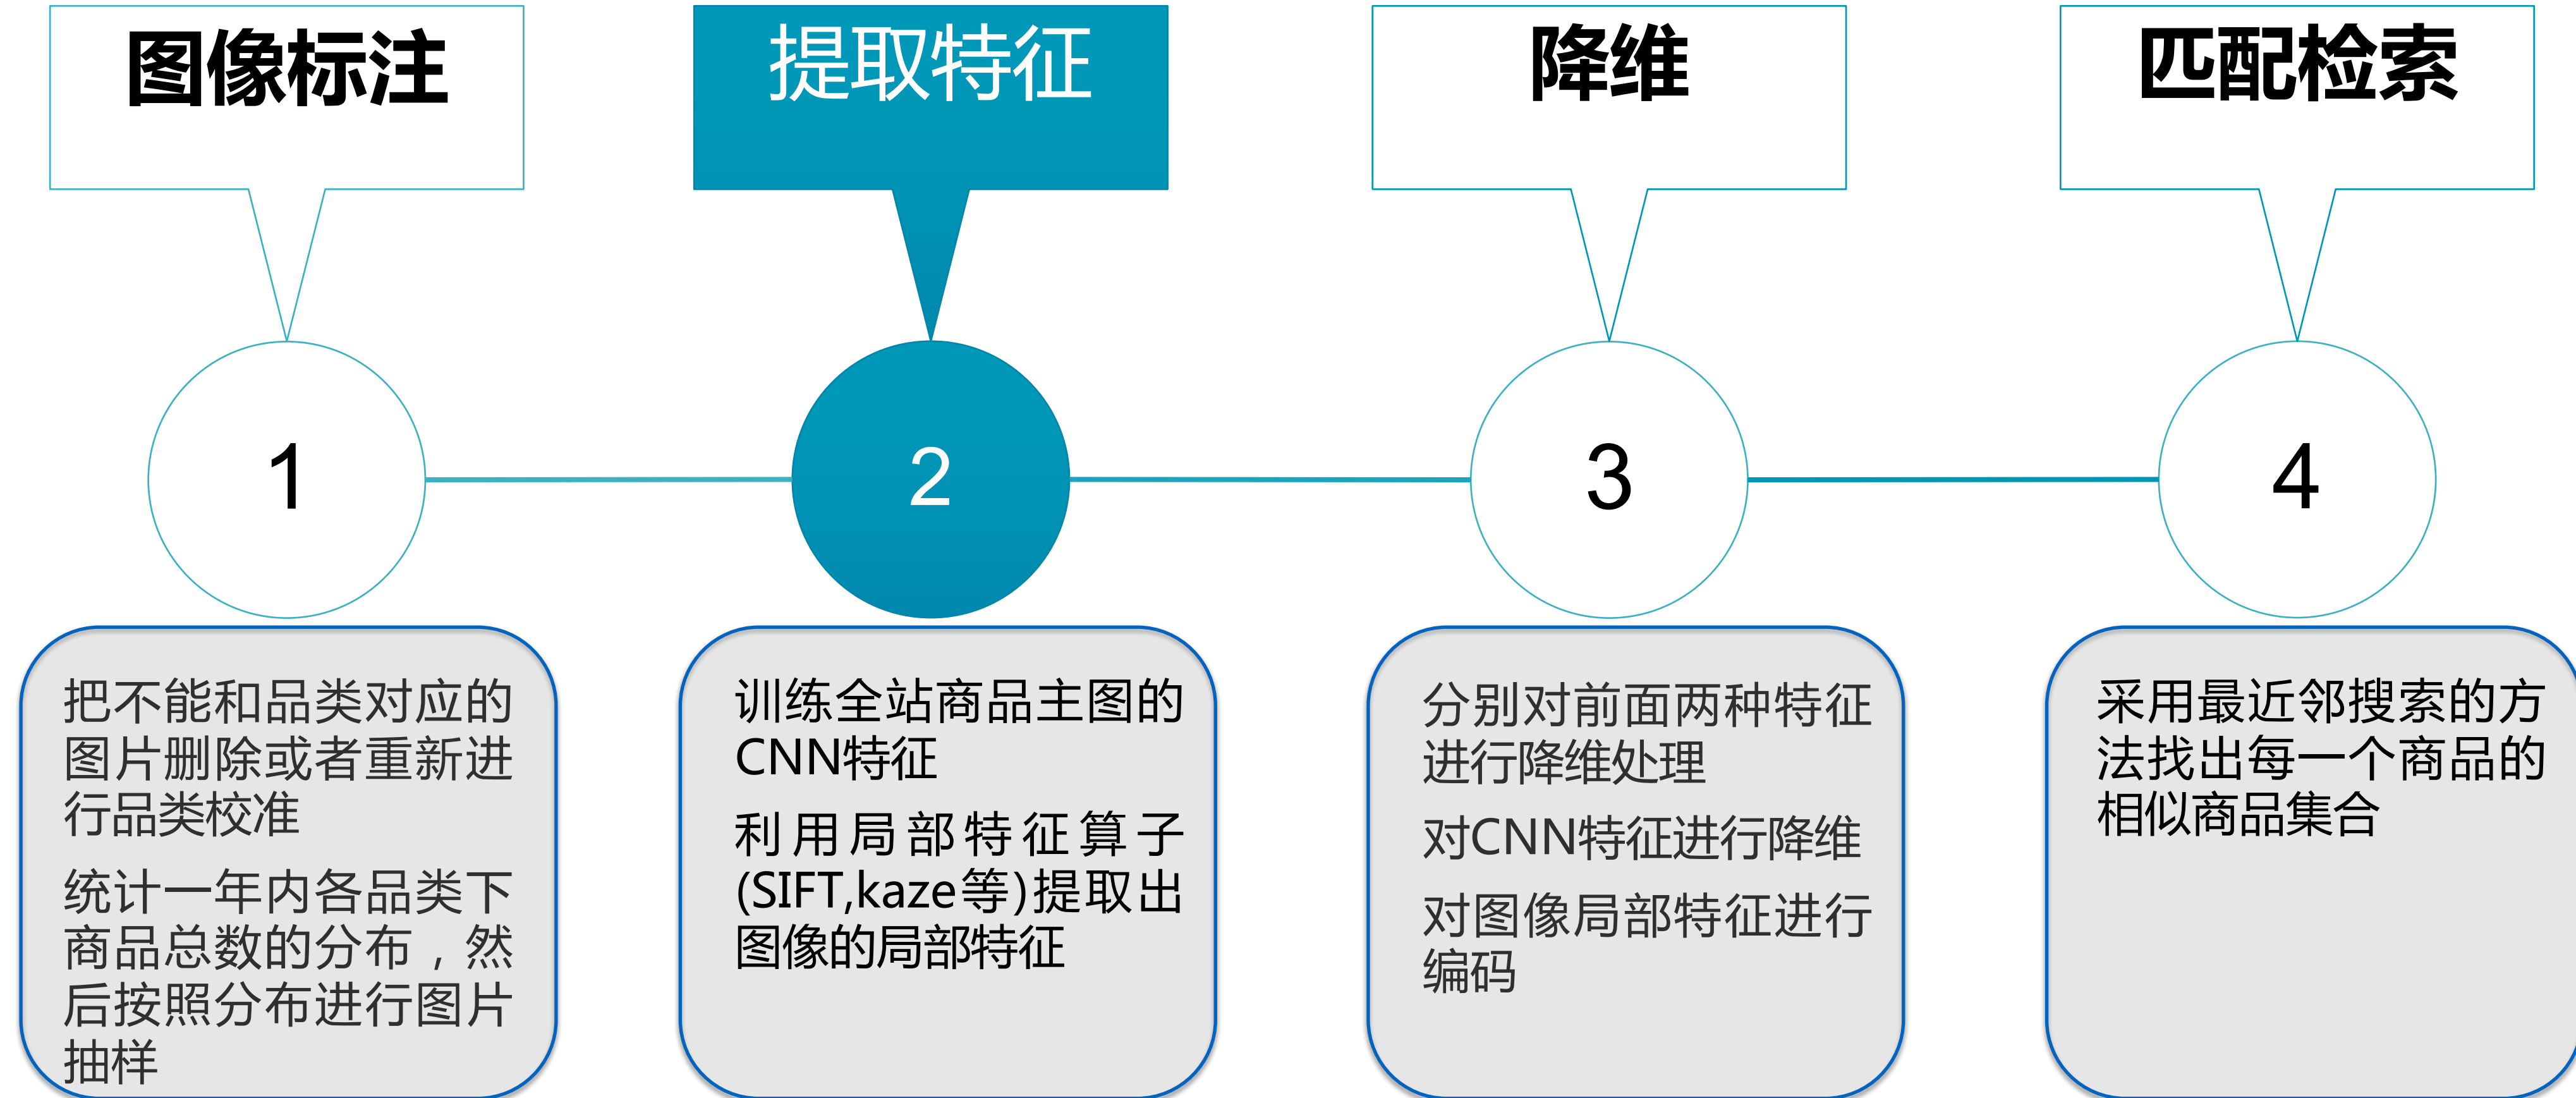 图像标注
提取特征
降维
匹配检索
1
2
3
4
把不能和品类对应的
图片删除或者重新进
行品类校准
统计一年内各品类下
商品总数的分布，然
后按照分布进行图片
抽样
训练全站商品主图的
CNN特征
利用局部特征算子
(SIFT,kaze等)提取出
图像的局部特征
分别对前面两种特征
进行降维处理
对CNN特征进行降维
对图像局部特征进行
编码
采用最近邻搜索的方
法找出每一个商品的
相似商品集合